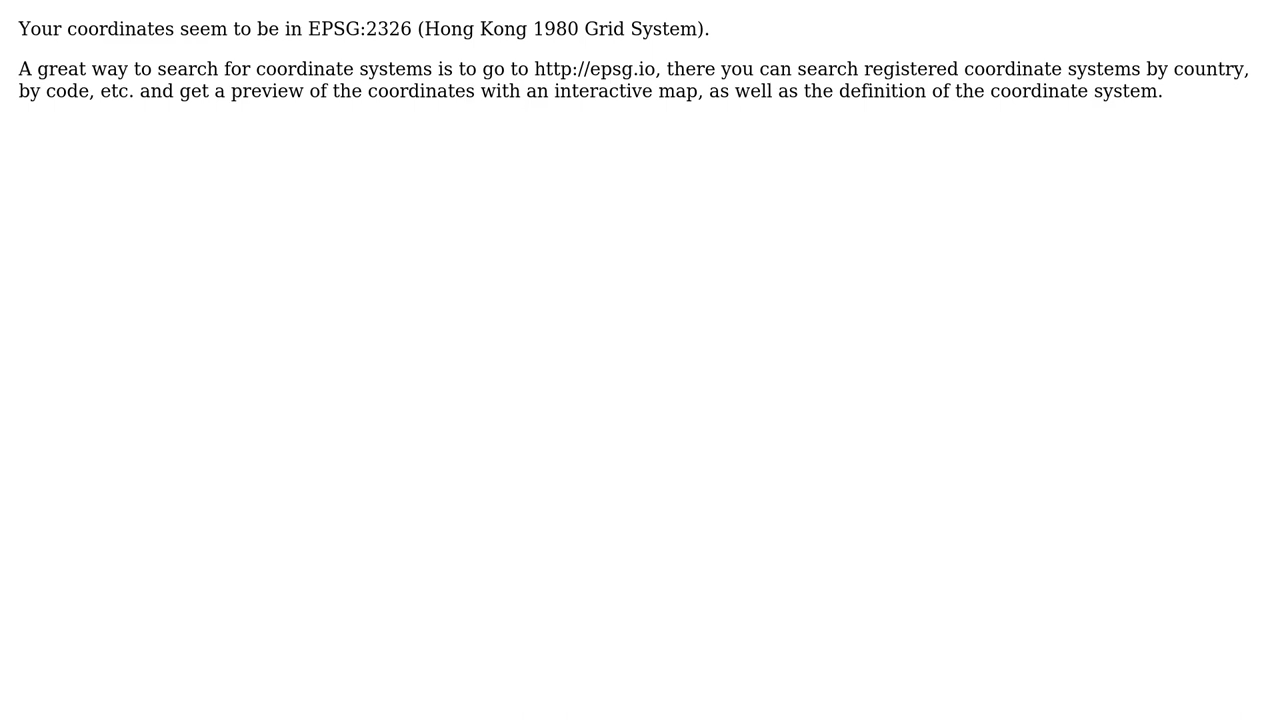 Your coordinates seem to be in EPSG:2326 (Hong Kong 1980 Grid System).
A great way to search for coordinate systems is to go to http://epsg.io, there you can search registered coordinate systems by country,
by code, etc. and get a preview of the coordinates with an interactive map, as well as the definition of the coordinate system.